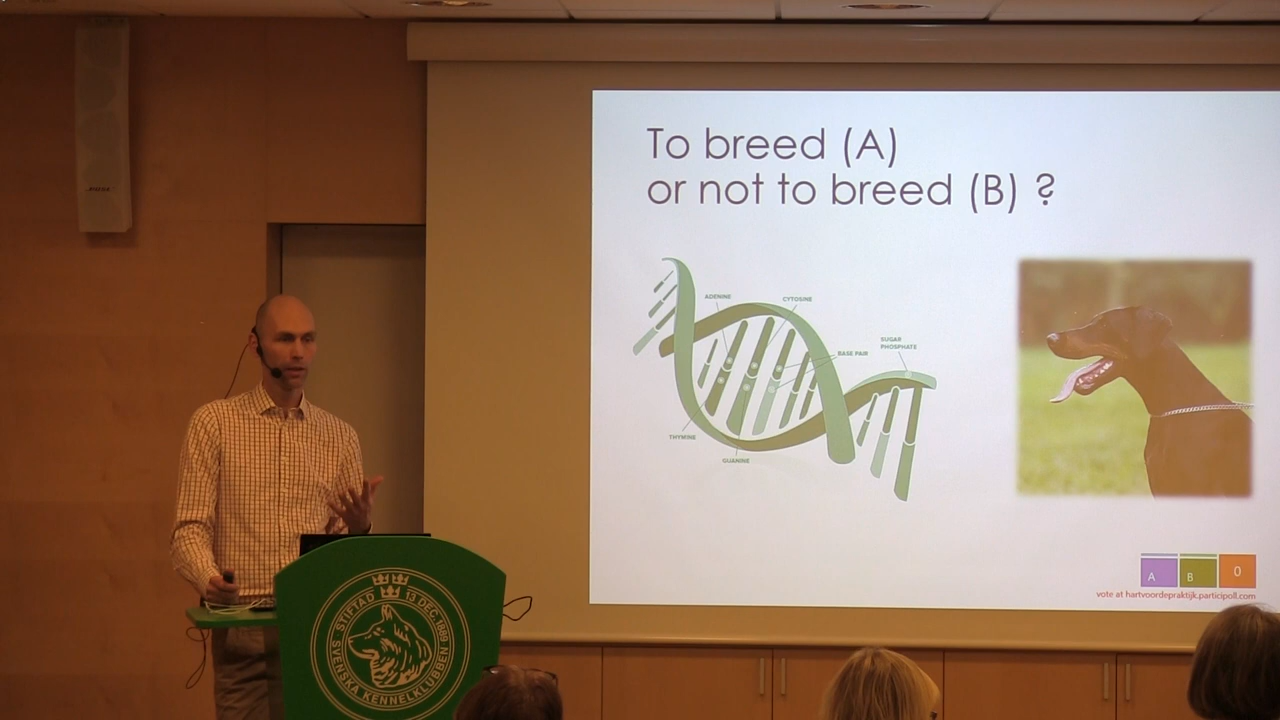 To breed (A)
or not to breed (B) ?
ADENINE
CYTOSINE
SUGAR
PHOSPHATE
BASE PAIR
THYMINE
GUANINE
A
B
0
vote at hartvoordepraktijk.participoll.com
STIFTAD 13 DEC. 1889
SVENSKA KENNELKLUBBEN
BOSE